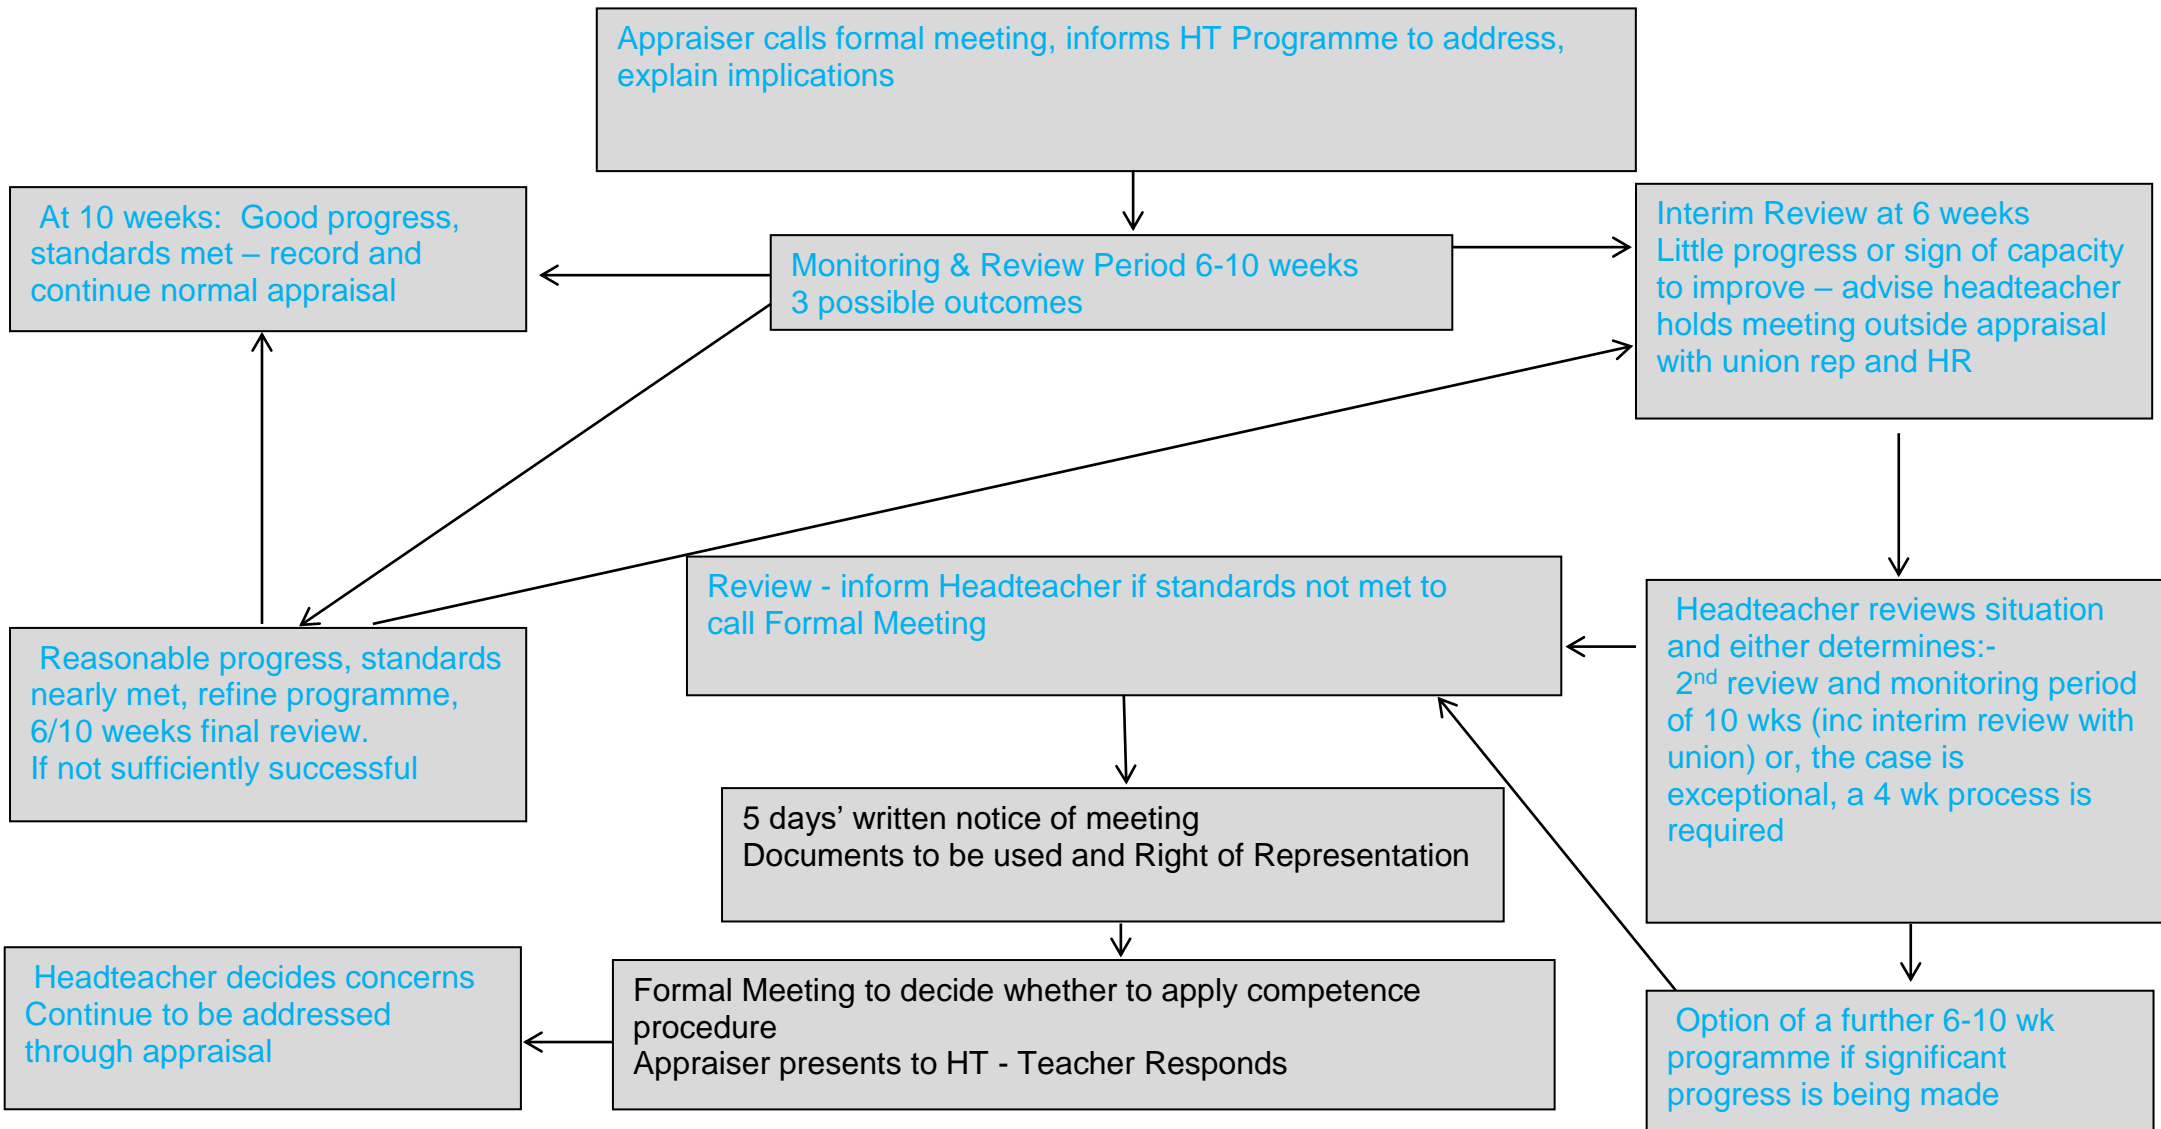 Appraiser calls formal meeting, informs HT Programme to address,
explain implications
At 10 weeks:  Good progress,
standards met – record and
continue normal appraisal
Monitoring & Review Period 6-10 weeks
3 possible outcomes
Interim Review at 6 weeks
Little progress or sign of capacity
to improve – advise headteacher
holds meeting outside appraisal
with union rep and HR
Reasonable progress, standards
nearly met, refine programme,
6/10 weeks final review.
If not sufficiently successful
Review - inform Headteacher if standards not met to
call Formal Meeting
Headteacher reviews situation
and either determines:-
2nd review and monitoring period
of 10 wks (inc interim review with
union) or, the case is
exceptional, a 4 wk process is
required
5 days’ written notice of meeting
Documents to be used and Right of Representation
Headteacher decides concerns
Continue to be addressed
through appraisal
Formal Meeting to decide whether to apply competence
procedure
Appraiser presents to HT - Teacher Responds
Option of a further 6-10 wk
programme if significant
progress is being made